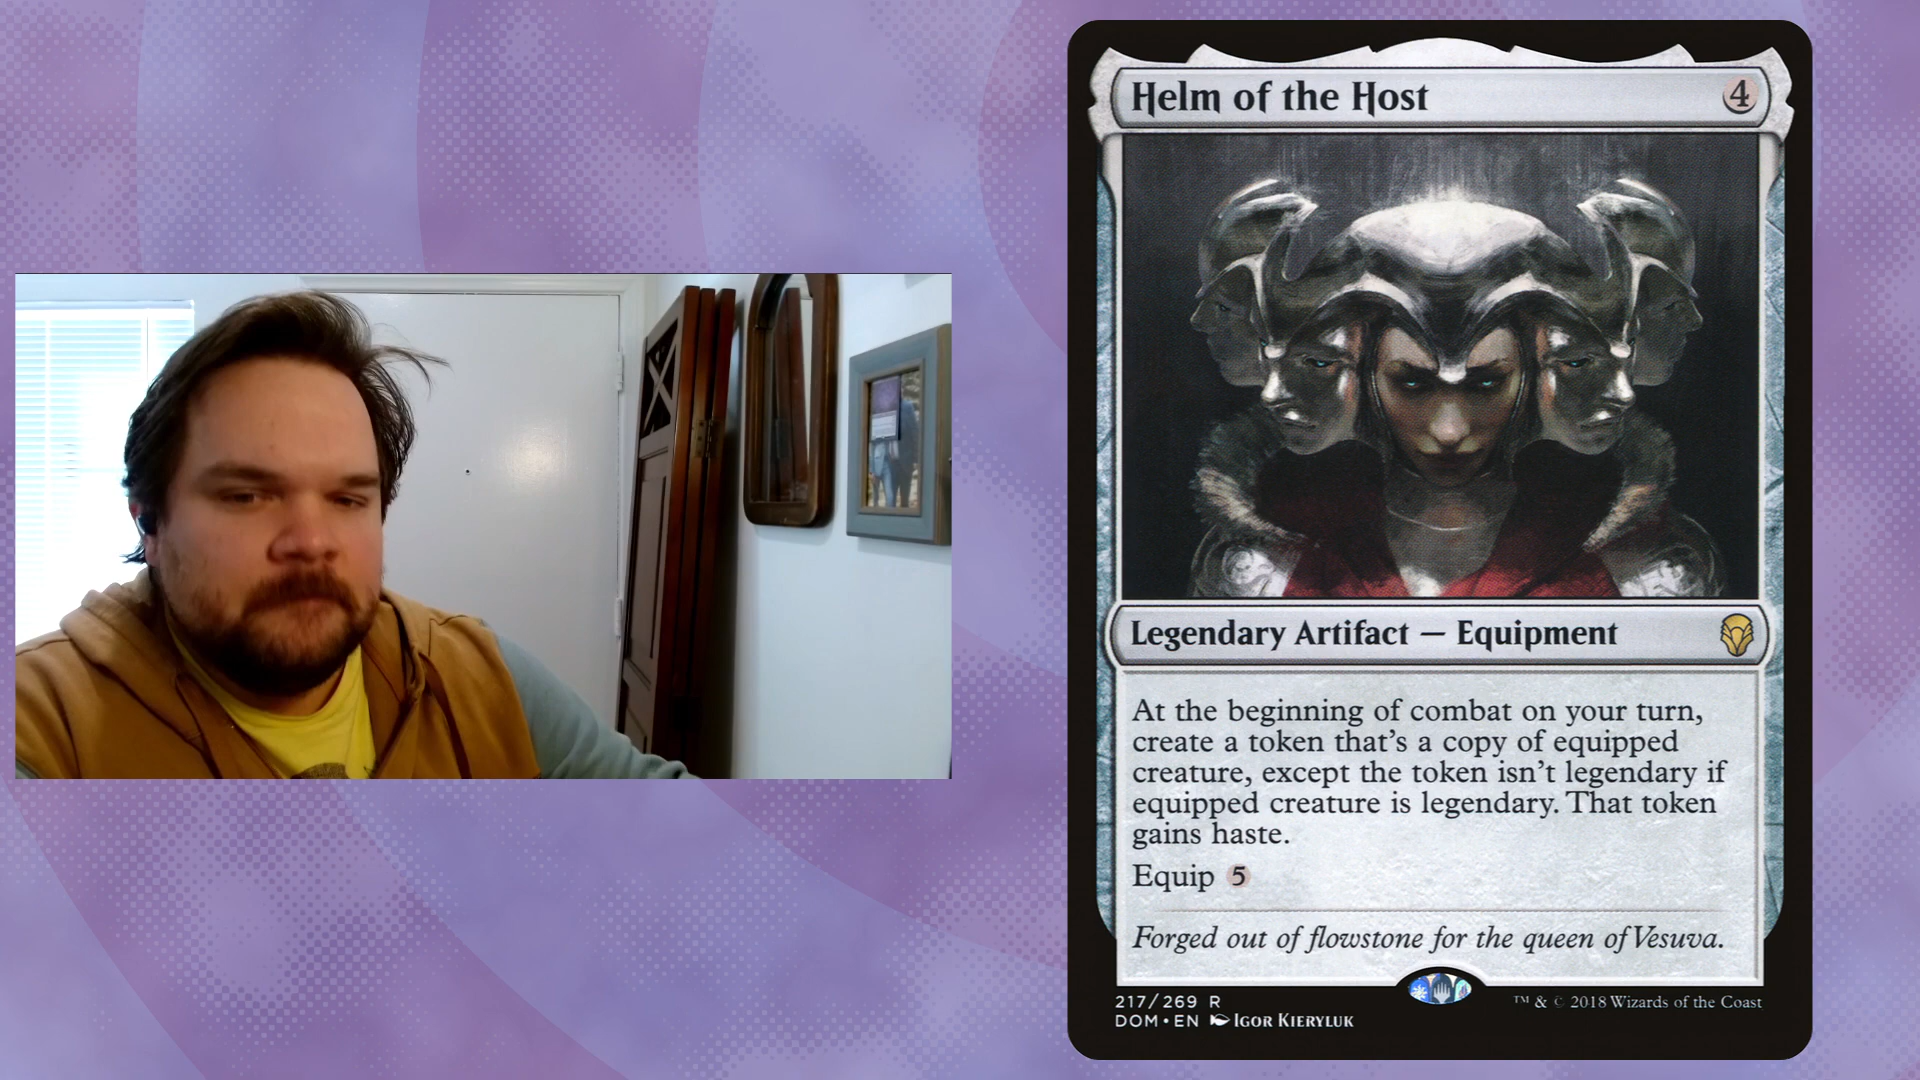 Helm of the Host
4
Legendary Artifact — Equipment
At the beginning of combat on your turn,
create a token that's a copy of equipped
creature, except the token isn't legendary if
equipped creature is legendary. That token
gains haste.
Equip 5
Forged out of flowstone for the queen of Vesuva.
217/269 R
DOM • EN IGOR KIERYLUK
™ & © 2018 Wizards of the Coast